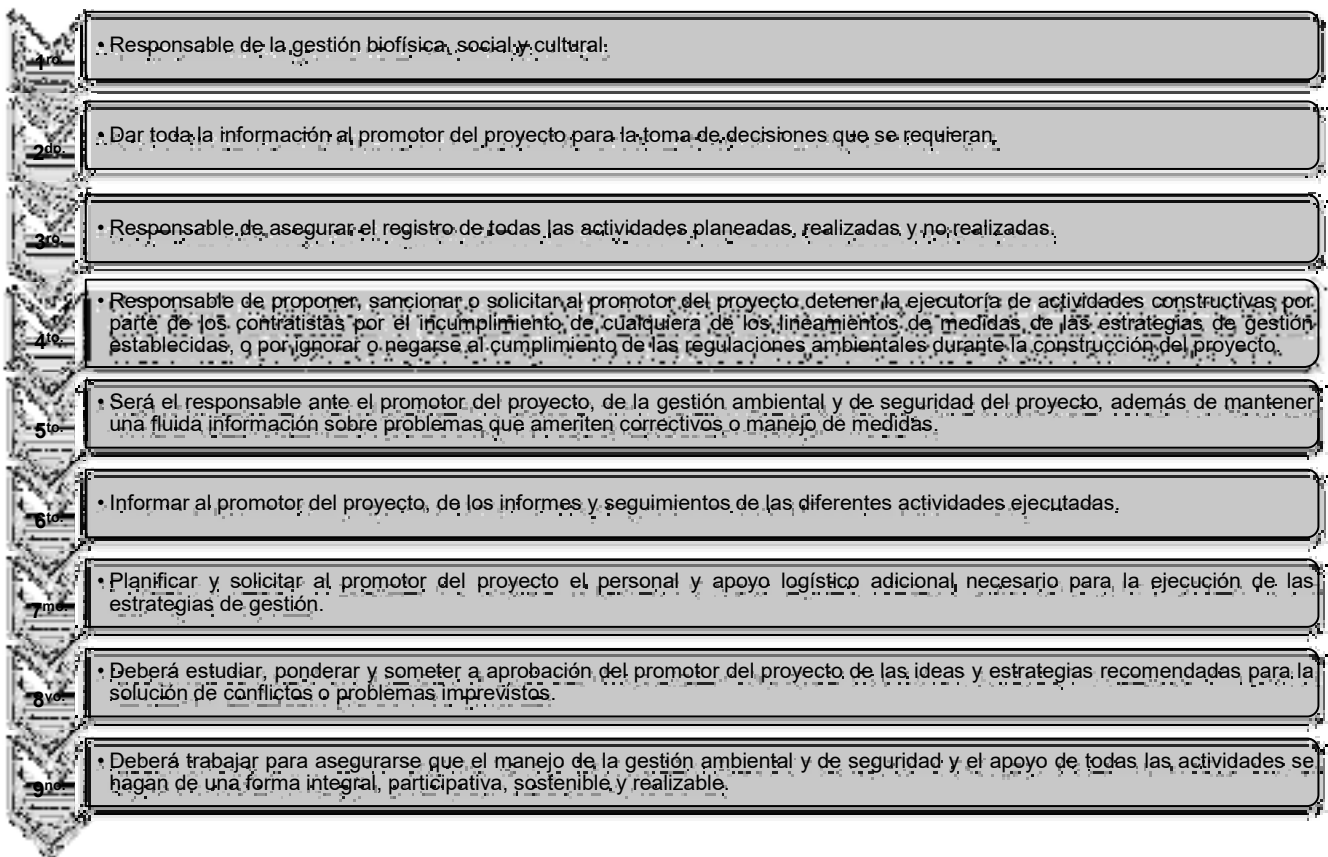 1ro.
• Responsable de la gestión biofísica, social y cultural.
2do.
• Dar toda la información al promotor del proyecto para la toma de decisiones que se requieran.
3ro.
• Responsable de asegurar el registro de todas las actividades planeadas, realizadas y no realizadas.
4to.
• Responsable de proponer, sancionar o solicitar al promotor del proyecto detener la ejecutoría de actividades constructivas por
parte de los contratistas por el incumplimiento de cualquiera de los lineamientos de medidas de las estrategias de gestión
establecidas, o por ignorar o negarse al cumplimiento de las regulaciones ambientales durante la construcción del proyecto.
5to.
• Será el responsable ante el promotor del proyecto, de la gestión ambiental y de seguridad del proyecto, además de mantener
una fluida información sobre problemas que ameriten correctivos o manejo de medidas.
6to.
• Informar al promotor del proyecto, de los informes y seguimientos de las diferentes actividades ejecutadas.
7mo.
• Planificar y solicitar al promotor del proyecto el personal y apoyo logístico adicional necesario para la ejecución de las
estrategias de gestión.
8vo.
• Deberá estudiar, ponderar y someter a aprobación del promotor del proyecto de las ideas y estrategias recomendadas para la
solución de conflictos o problemas imprevistos.
9no.
• Deberá trabajar para asegurarse que el manejo de la gestión ambiental y de seguridad y el apoyo de todas las actividades se
hagan de una forma integral, participativa, sostenible y realizable.